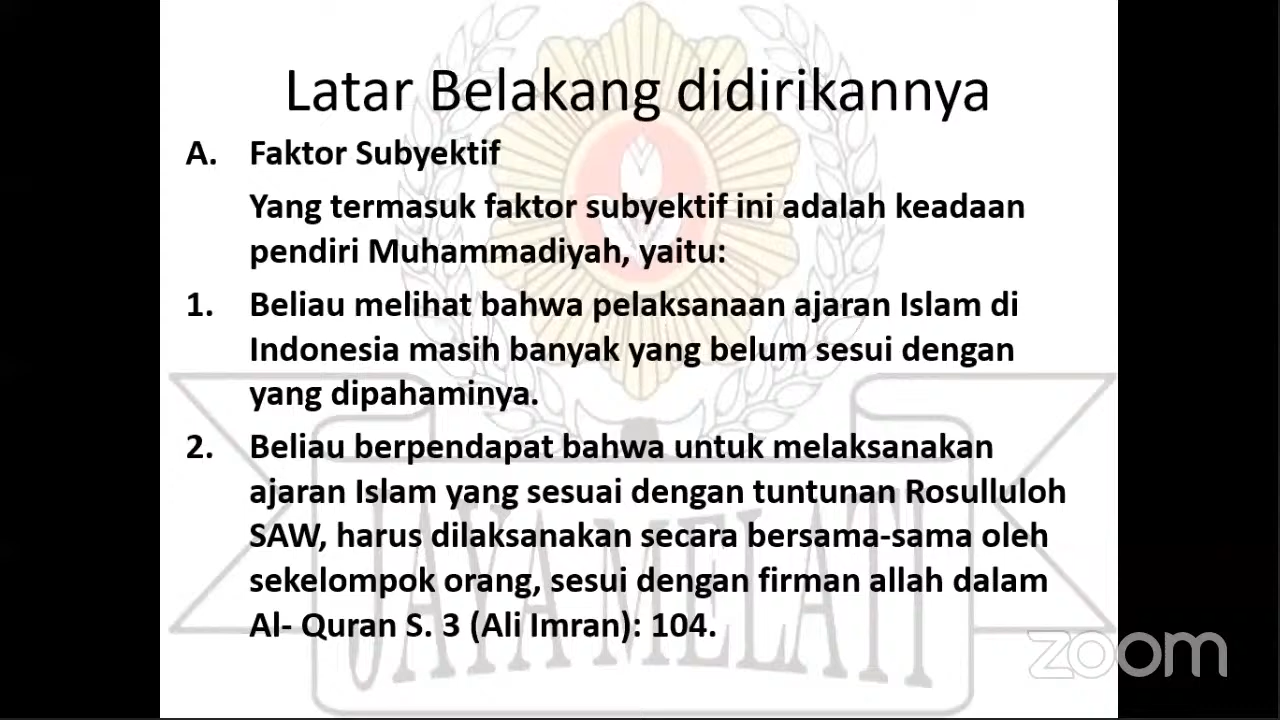 Latar Belakang didirikannya
A. Faktor Subyektif
Yang termasuk faktor subyektif ini adalah keadaan
pendiri Muhammadiyah, yaitu:
1. Beliau melihat bahwa pelaksanaan ajaran Islam di
Indonesia masih banyak yang belum sesui dengan
yang dipahaminya.
2. Beliau berpendapat bahwa untuk melaksanakan
ajaran Islam yang sesuai dengan tuntunan Rosulluloh
SAW, harus dilaksanakan secara bersama-sama oleh
sekelompok orang, sesui dengan firman allah dalam
Al- Quran S. 3 (Ali Imran): 104.
JAYA MELATI
zoom